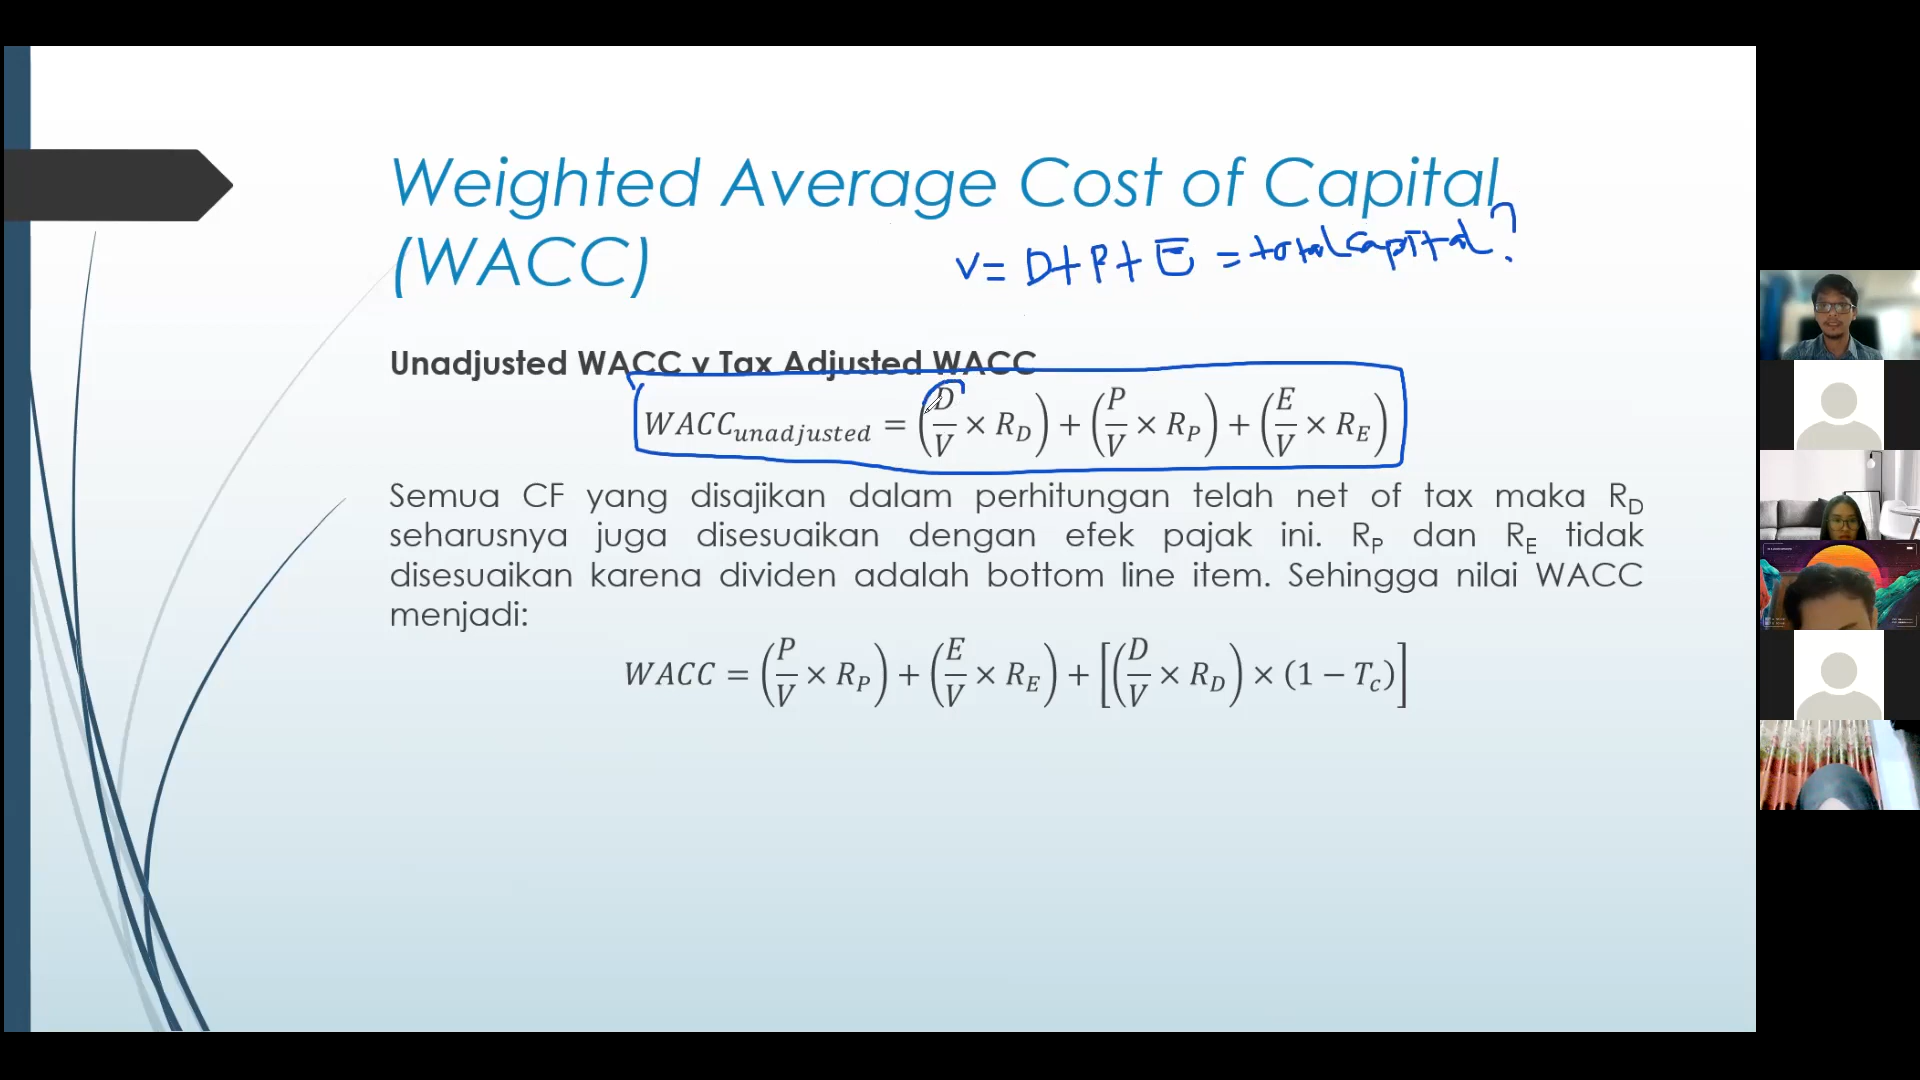 Weighted Average Cost of Capital
(WACC)
V = D + P + E = total capital?
Unadjusted WACC v Tax Adjusted WACC
WACC_unadjusted = (D/V × R_D) + (P/V × R_P) + (E/V × R_E)
Semua CF yang disajikan dalam perhitungan telah net of tax maka R_D
seharusnya juga disesuaikan dengan efek pajak ini. R_P dan R_E tidak
disesuaikan karena dividen adalah bottom line item. Sehingga nilai WACC
menjadi:
WACC = (P/V × R_P) + (E/V × R_E) + [(D/V × R_D) × (1 − T_c)]